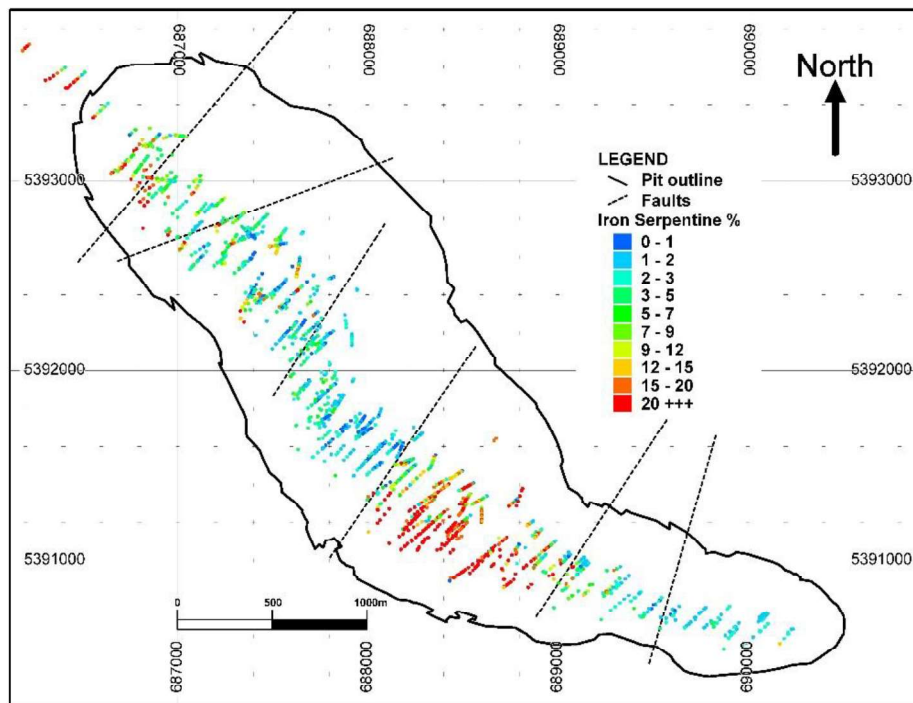 687000
688000
689000
690000
North
LEGEND
Pit outline
Faults
Iron Serpentine %
0 - 1
1 - 2
2 - 3
3 - 5
5 - 7
7 - 9
9 - 12
12 - 15
15 - 20
20 +++
5393000
5393000
5392000
5392000
5391000
5391000
0
500
1000m
687000
688000
689000
690000